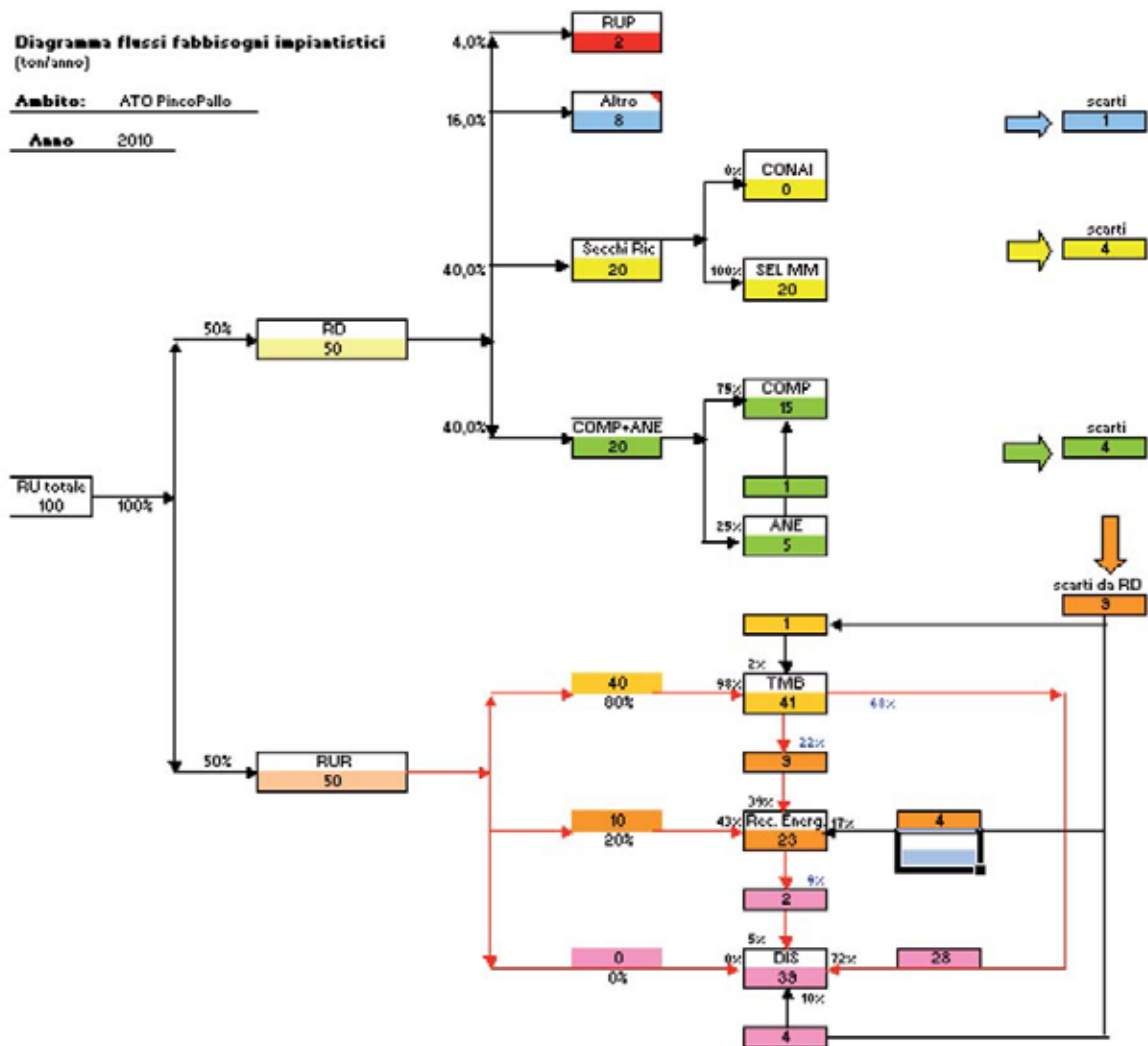 Diagramma flussi fabbisogni impiantistici
(ton/anno)
Ambito: ATO PincoPallo
Anno 2010
4,0%
RUP
2
16,0%
Altro
8
scarti
1
0%
CONAI
0
40,0%
Secchi Ric
20
100%
SEL MM
20
scarti
4
50%
RD
50
40,0%
COMP+ANE
20
75%
COMP
15
1
25%
ANE
5
scarti
4
RU totale
100
100%
scarti da RD
9
1
2%
40
80%
98%
TMB
41
68%
22%
9
50%
RUR
50
39%
10
20%
43%
Rec. Energ.
23
17%
4
9%
2
5%
0
0%
0%
DIS
39
72%
28
10%
4